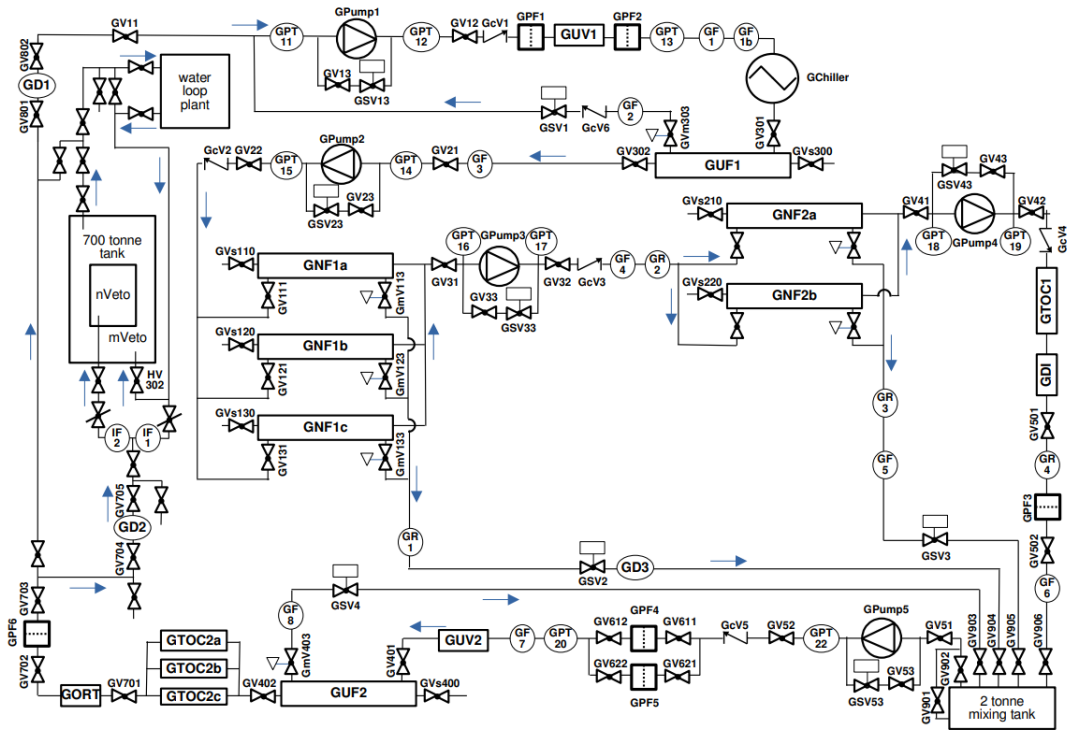 GV11
GV802
GD1
GV801
water
loop
plant
GPump1
GPT
11
GPT
12
GV12
GcV1
GPF1
GUV1
GPF2
GPT
13
GF
1
GF
1b
GV13
GSV13
GChiller
GSV1
GcV6
GF
2
GVm303
GV301
GV302
GUF1
GVs300
GcV2
GV22
GPT
15
GPump2
GPT
14
GV21
GF
3
GSV23
GV23
GSV43
GV43
GVs210
GNF2a
GV41
GPT
18
GPump4
GPT
19
GV42
GcV4
700 tonne
tank
nVeto
mVeto
HV
302
GVs110
GNF1a
GV111
GmV113
GPT
16
GPump3
GPT
17
GV31
GV33
GSV33
GV32
GcV3
GF
4
GR
2
GVs220
GNF2b
GTOC1
GVs120
GNF1b
GV121
GmV123
GDI
GVs130
GNF1c
GV131
GmV133
GR
3
GV501
IF
2
IF
1
GF
5
GR
4
GV705
GD2
GV704
GPF3
GV502
GR
1
GSV2
GD3
GSV3
GF
6
GV703
GPF6
GV702
GSV4
GF
8
GmV403
GV401
GUV2
GF
7
GPT
20
GV612
GPF4
GV611
GcV5
GV52
GPT
22
GPump5
GV51
GV902
GV903
GV904
GV905
GV906
GTOC2a
GTOC2b
GTOC2c
GORT
GV701
GV402
GUF2
GVs400
GV622
GV621
GPF5
GSV53
GV53
GV901
2 tonne
mixing tank